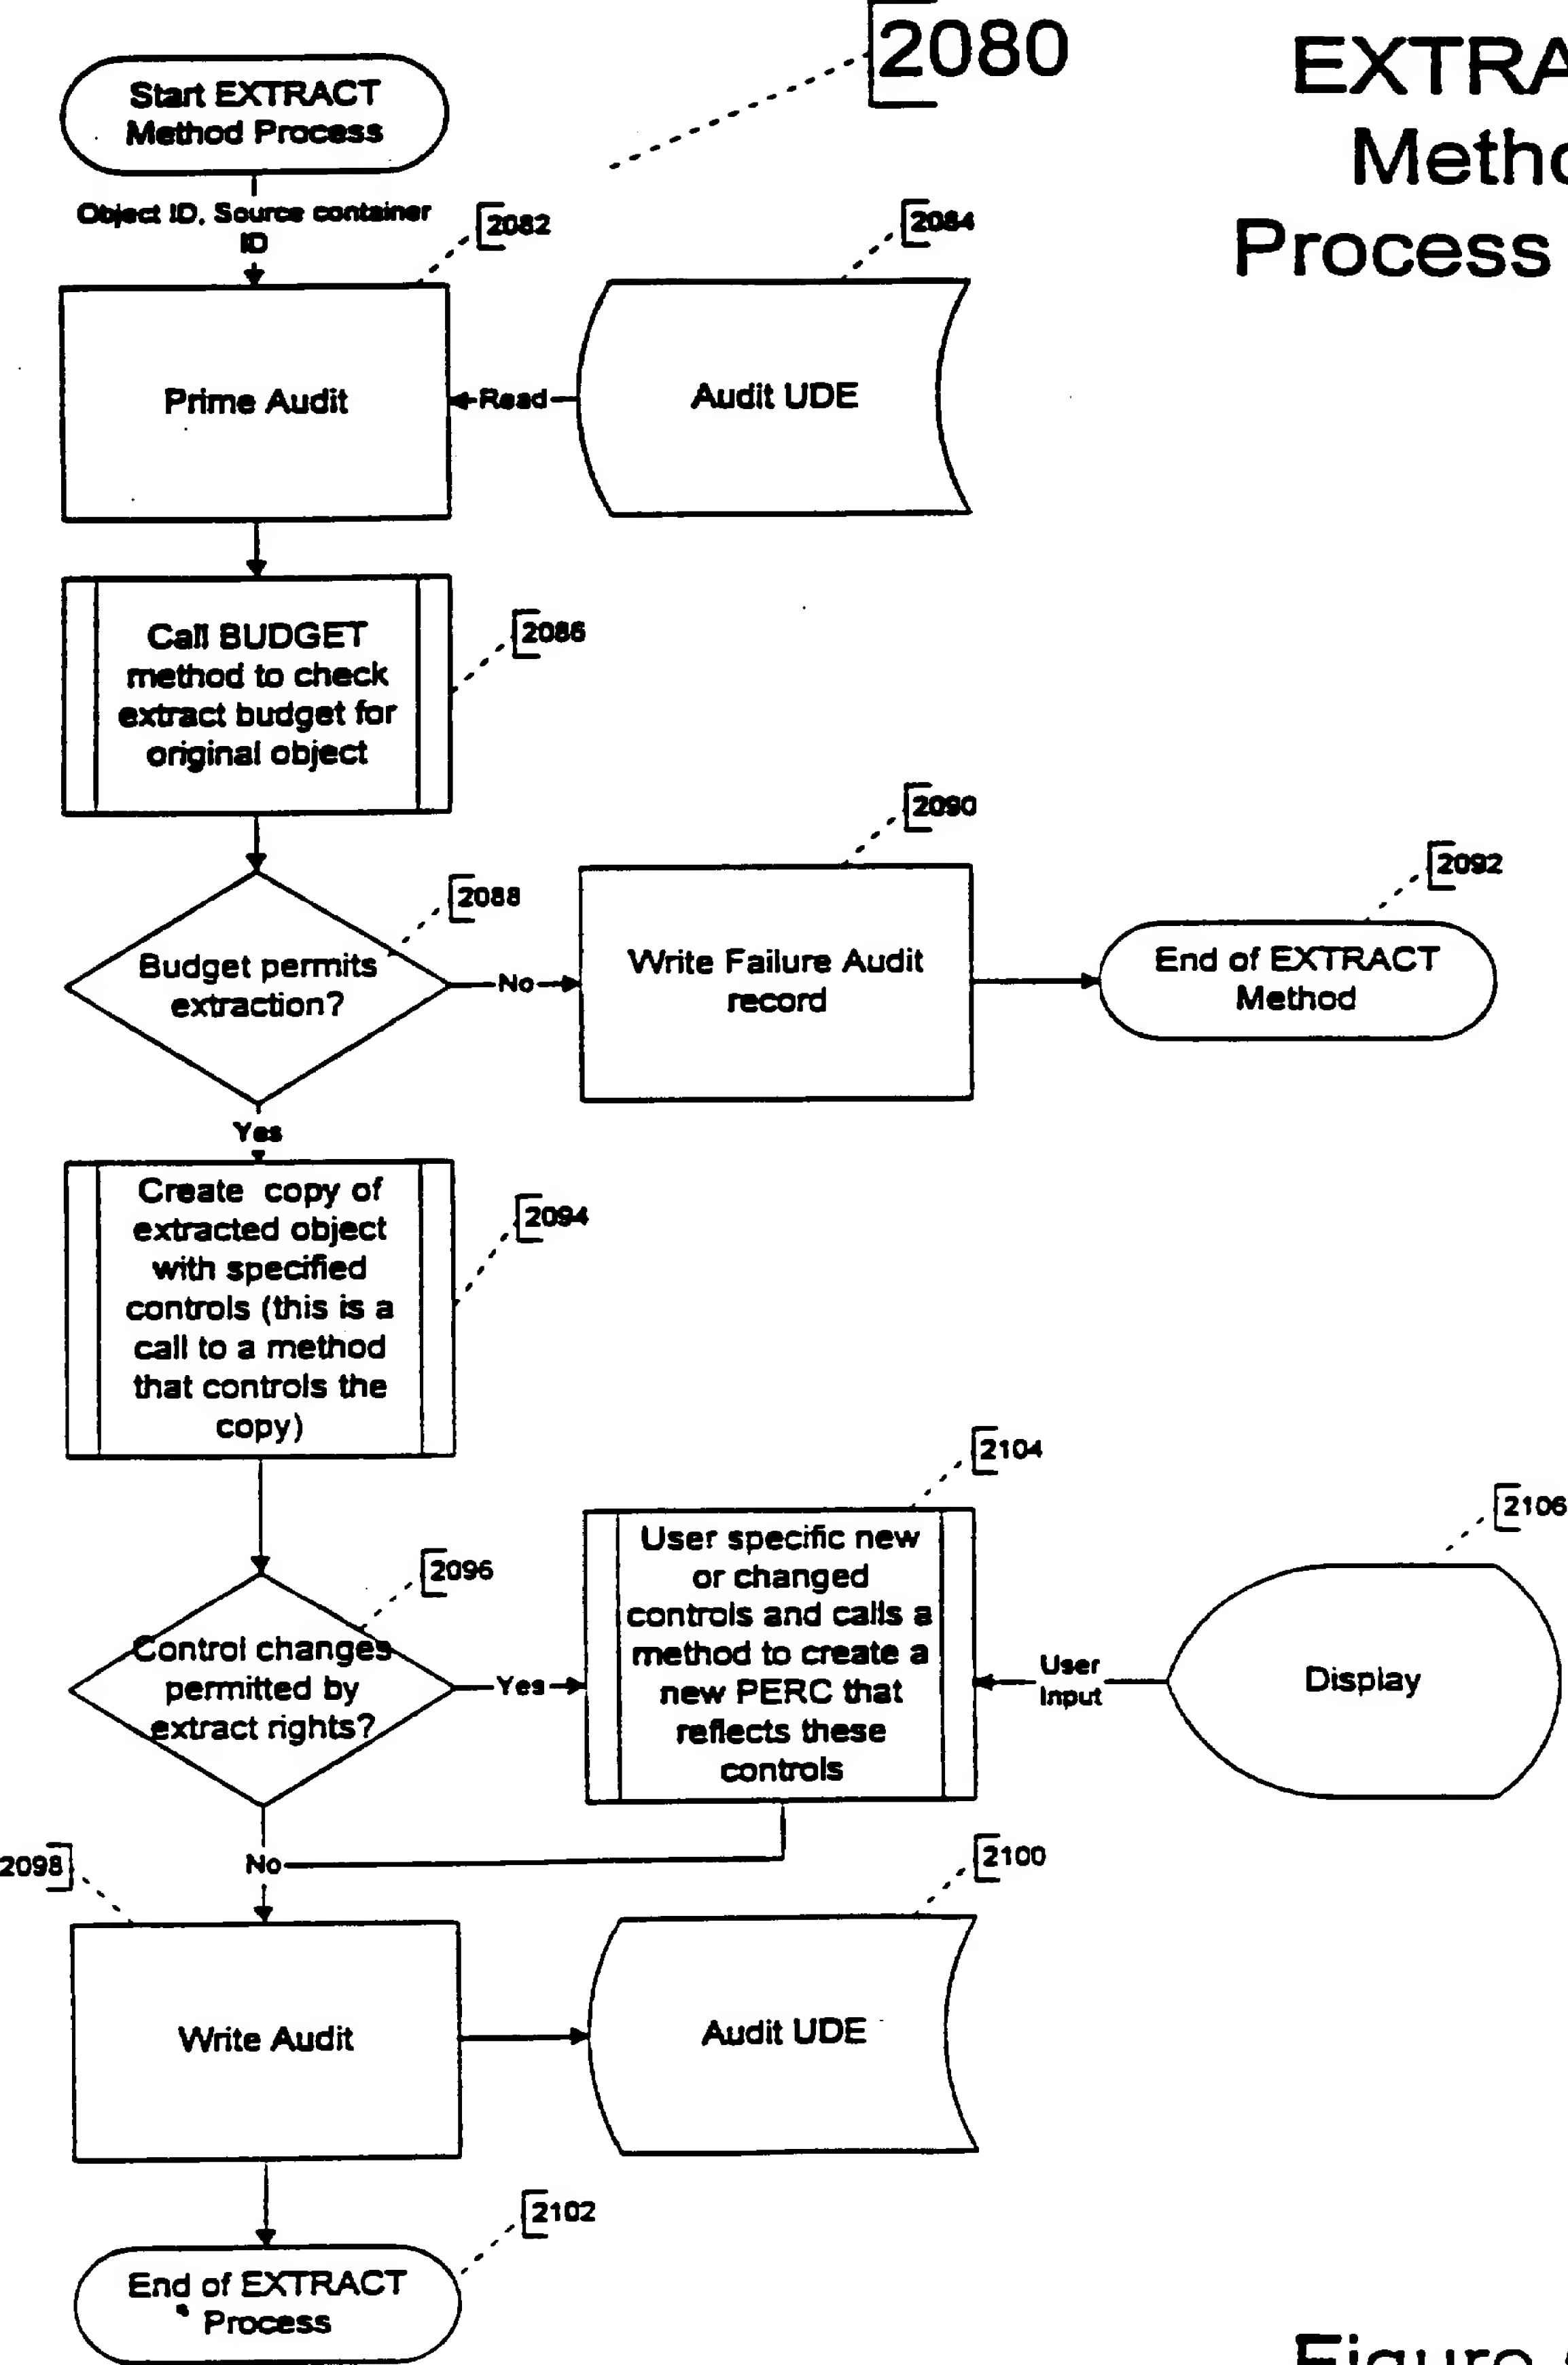 2080
EXTRA
Metho
Process
Start EXTRACT
Method Process
Object ID, Source container
ID
2082
2084
Prime Audit
Read
Audit UDE
Call BUDGET
method to check
extract budget for
original object
2086
2088
Budget permits
extraction?
No
2090
Write Failure Audit
record
2092
End of EXTRACT
Method
Yes
Create copy of
extracted object
with specified
controls (this is a
call to a method
that controls the
copy)
2094
2096
Control changes
permitted by
extract rights?
Yes
2104
User specific new
or changed
controls and calls a
method to create a
new PERC that
reflects these
controls
User
Input
2106
Display
No
2098
2100
Write Audit
Audit UDE
2102
End of EXTRACT
Process
Figure